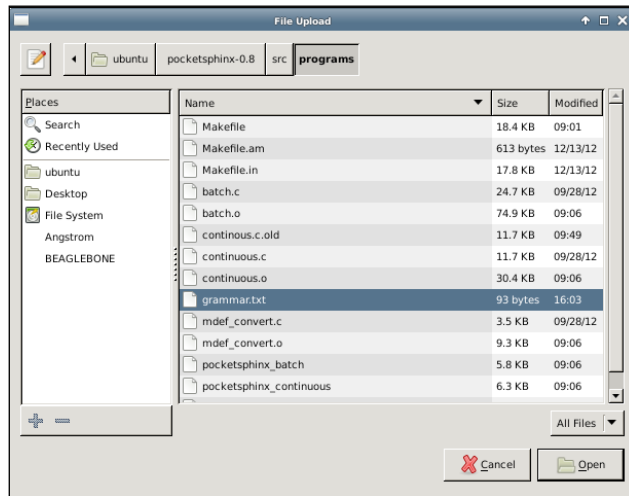 File Upload
ubuntu pocketsphinx-0.8 src programs
Places
Search
Recently Used
ubuntu
Desktop
File System
Angstrom
BEAGLEBONE
Name Size Modified
Makefile 18.4 KB 09:01
Makefile.am 613 bytes 12/13/12
Makefile.in 17.8 KB 12/13/12
batch.c 24.7 KB 09/28/12
batch.o 74.9 KB 09:06
continous.c.old 11.7 KB 09:49
continuous.c 11.7 KB 09/28/12
continuous.o 30.4 KB 09:06
grammar.txt 93 bytes 16:03
mdef_convert.c 3.5 KB 09/28/12
mdef_convert.o 9.3 KB 09:06
pocketsphinx_batch 5.8 KB 09:06
pocketsphinx_continuous 6.3 KB 09:06
All Files
Cancel Open